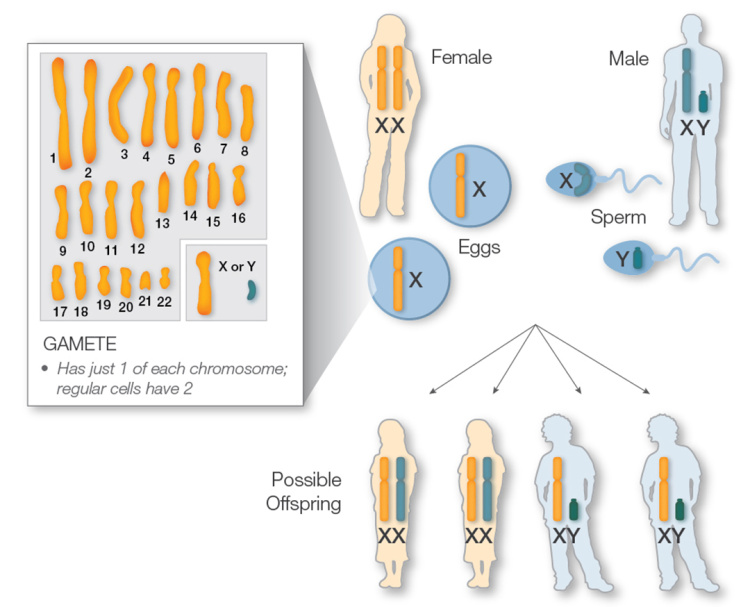 Female
Male
1
2
3
4
5
6
7
8
XX
XY
X
X
9
10
11
12
13
14
15
16
Sperm
Eggs
Y
X
X or Y
17
18
19
20
21
22
GAMETE
• Has just 1 of each chromosome;
regular cells have 2
Possible
Offspring
XX
XX
XY
XY